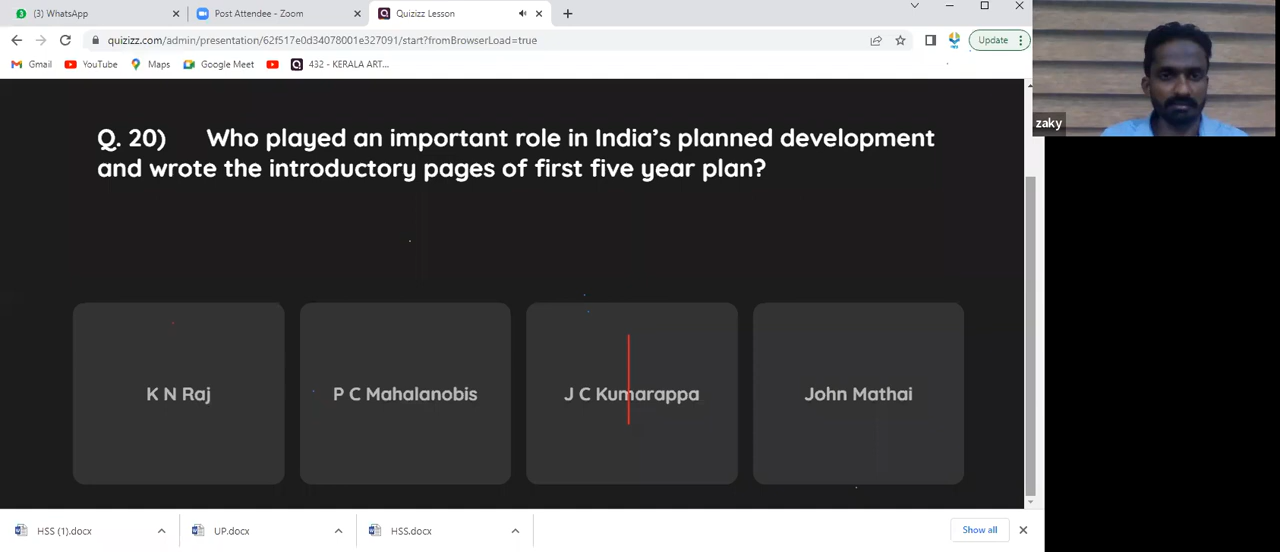 (3) WhatsApp
Post Attendee - Zoom
Quizizz Lesson
quizizz.com/admin/presentation/62f517e0d34078001e327091/start?fromBrowserLoad=true
Update
Gmail
YouTube
Maps
Google Meet
432 - KERALA ART...
zaky
Q. 20) Who played an important role in India's planned development
and wrote the introductory pages of first five year plan?
K N Raj
P C Mahalanobis
J C Kumarappa
John Mathai
HSS (1).docx
UP.docx
HSS.docx
Show all